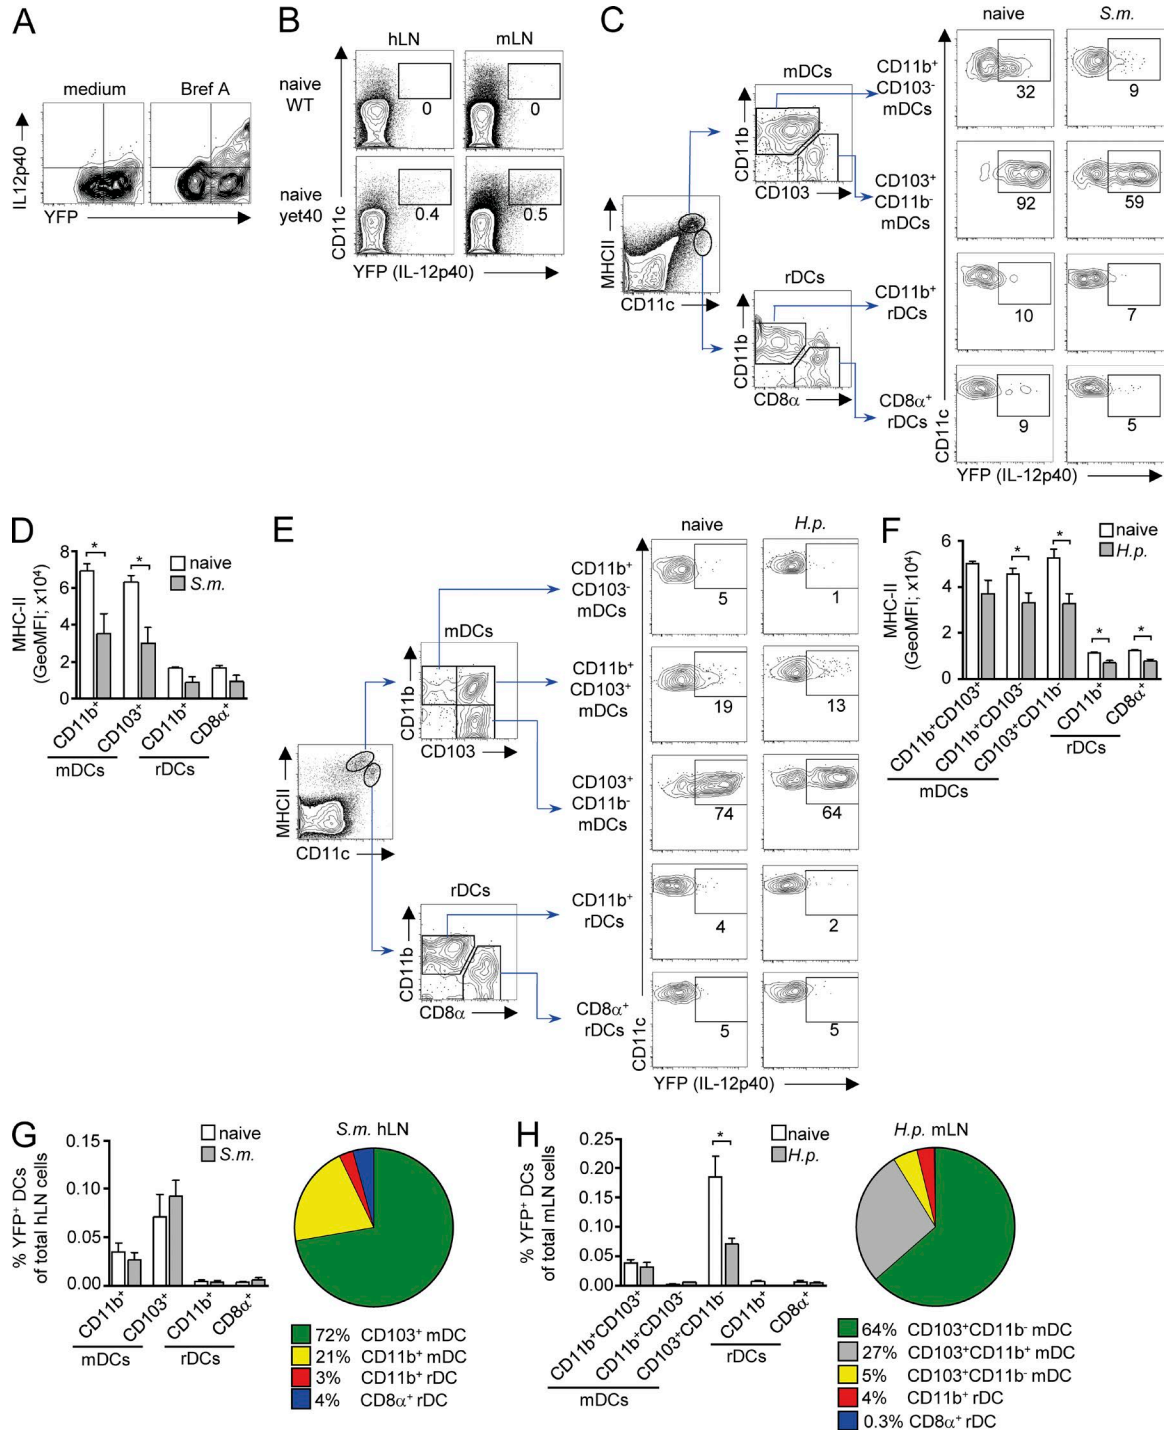 A
medium
Bref A
IL12p40
YFP
B
hLN
mLN
naive
WT
0
0
naive
yet40
0.4
0.5
CD11c
YFP (IL-12p40)
C
naive
S.m.
mDCs
CD11b
CD103
MHCII
CD11c
rDCs
CD11b
CD8α
CD11b⁺
CD103⁻
mDCs
32
9
CD103⁺
CD11b⁻
mDCs
92
59
CD11b⁺
rDCs
10
7
CD8α⁺
rDCs
9
5
CD11c
YFP (IL-12p40)
D
MHC-II
(GeoMFI; x10⁴)
8
6
4
2
0
*
*
naive
S.m.
CD11b⁺
CD103⁺
CD11b⁺
CD8α⁺
mDCs
rDCs
E
naive
H.p.
MHCII
CD11c
mDCs
CD11b
CD103
rDCs
CD11b
CD8α
CD11b⁺
CD103⁻
mDCs
5
1
CD11b⁺
CD103⁺
mDCs
19
13
CD103⁺
CD11b⁻
mDCs
74
64
CD11b⁺
rDCs
4
2
CD8α⁺
rDCs
5
5
CD11c
YFP (IL-12p40)
F
MHC-II
(GeoMFI; x10⁴)
6
4
2
0
*
*
*
*
naive
H.p.
CD11b⁺CD103⁺
CD11b⁺CD103⁻
CD103⁺CD11b⁻
CD11b⁺
CD8α⁺
mDCs
rDCs
G
% YFP⁺ DCs
of total hLN cells
0.15
0.10
0.05
0.00
naive
S.m.
CD11b⁺
CD103⁺
CD11b⁺
CD8α⁺
mDCs
rDCs
S.m. hLN
72% CD103⁺ mDC
21% CD11b⁺ mDC
3% CD11b⁺ rDC
4% CD8α⁺ rDC
H
% YFP⁺ DCs
of total mLN cells
0.25
0.20
0.15
0.10
0.05
0.00
*
naive
H.p.
CD11b⁺CD103⁺
CD11b⁺CD103⁻
CD103⁺CD11b⁻
CD11b⁺
CD8α⁺
mDCs
rDCs
H.p. mLN
64% CD103⁺CD11b⁻ mDC
27% CD103⁺CD11b⁺ mDC
5% CD103⁺CD11b⁻ mDC
4% CD11b⁺ rDC
0.3% CD8α⁺ rDC